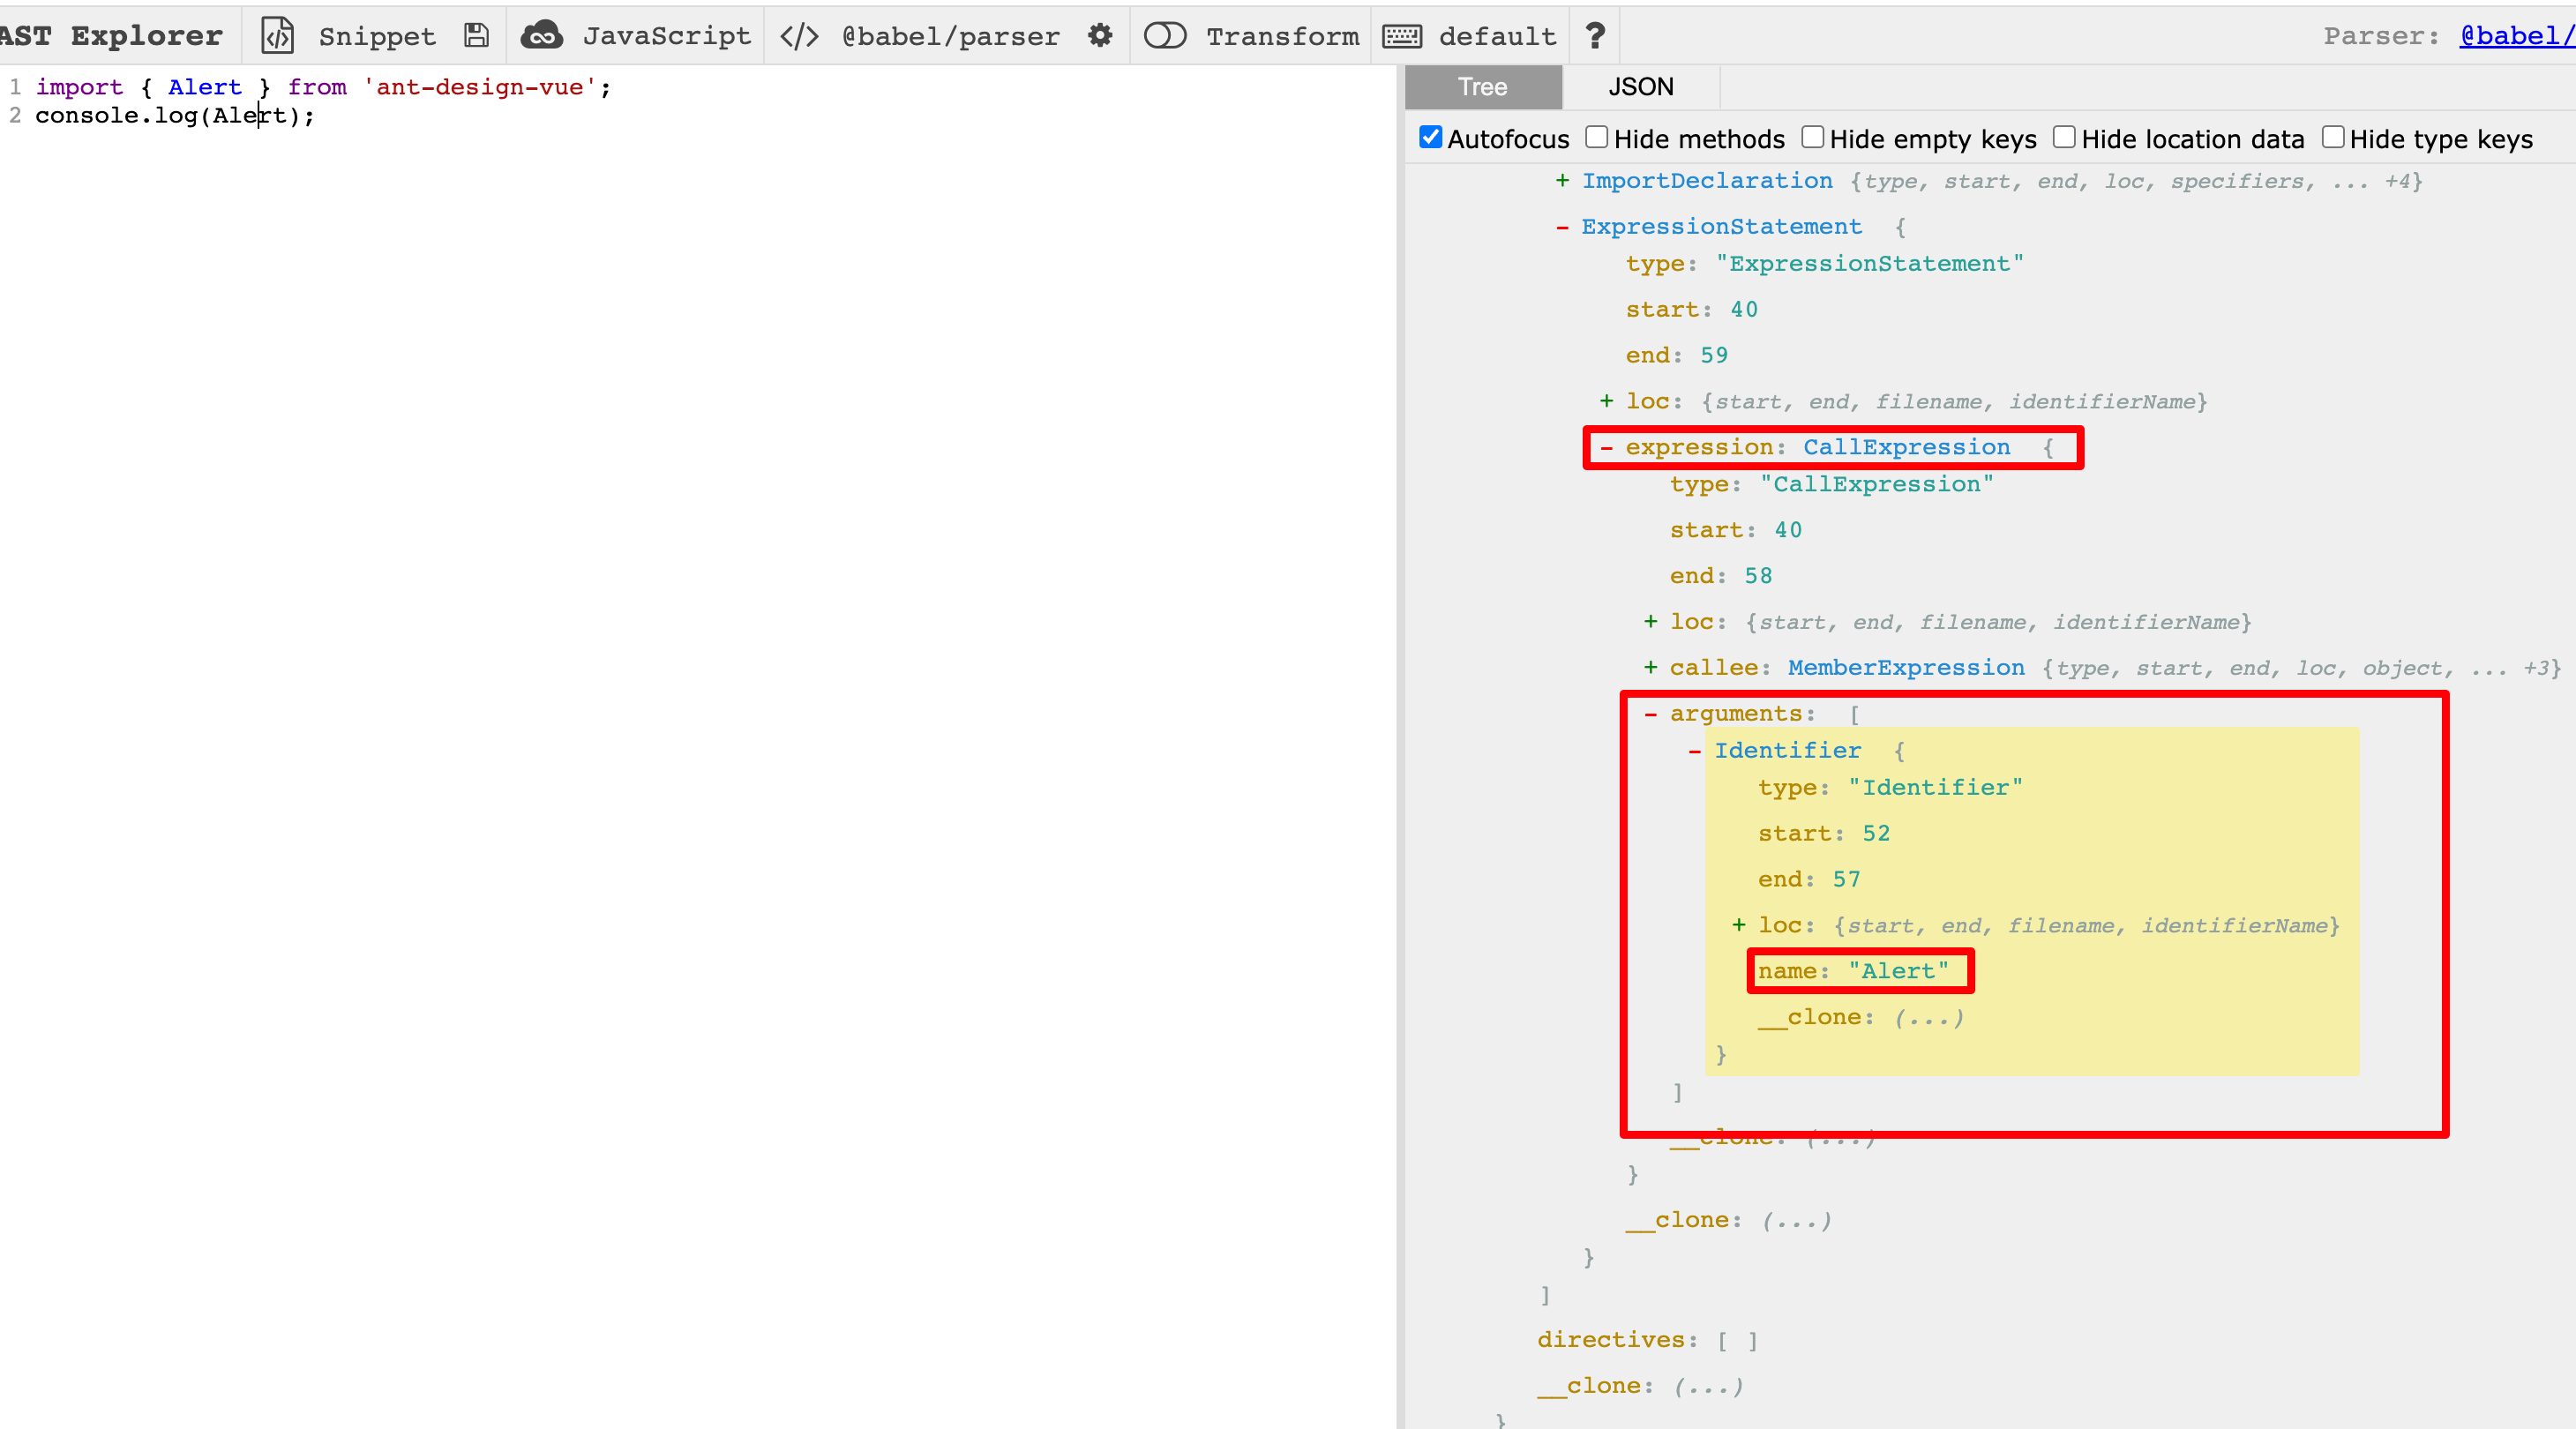 AST Explorer Snippet JavaScript </> @babel/parser Transform default ? Parser: @babel/
1 import { Alert } from 'ant-design-vue';
2 console.log(Alert);
Tree JSON
Autofocus Hide methods Hide empty keys Hide location data Hide type keys
+ ImportDeclaration {type, start, end, loc, specifiers, ... +4}
- ExpressionStatement {
type: "ExpressionStatement"
start: 40
end: 59
+ loc: {start, end, filename, identifierName}
- expression: CallExpression {
type: "CallExpression"
start: 40
end: 58
+ loc: {start, end, filename, identifierName}
+ callee: MemberExpression {type, start, end, loc, object, ... +3}
- arguments: [
- Identifier {
type: "Identifier"
start: 52
end: 57
+ loc: {start, end, filename, identifierName}
name: "Alert"
__clone: (...)
}
]
__clone: (...)
}
__clone: (...)
}
]
directives: [ ]
__clone: (...)
}